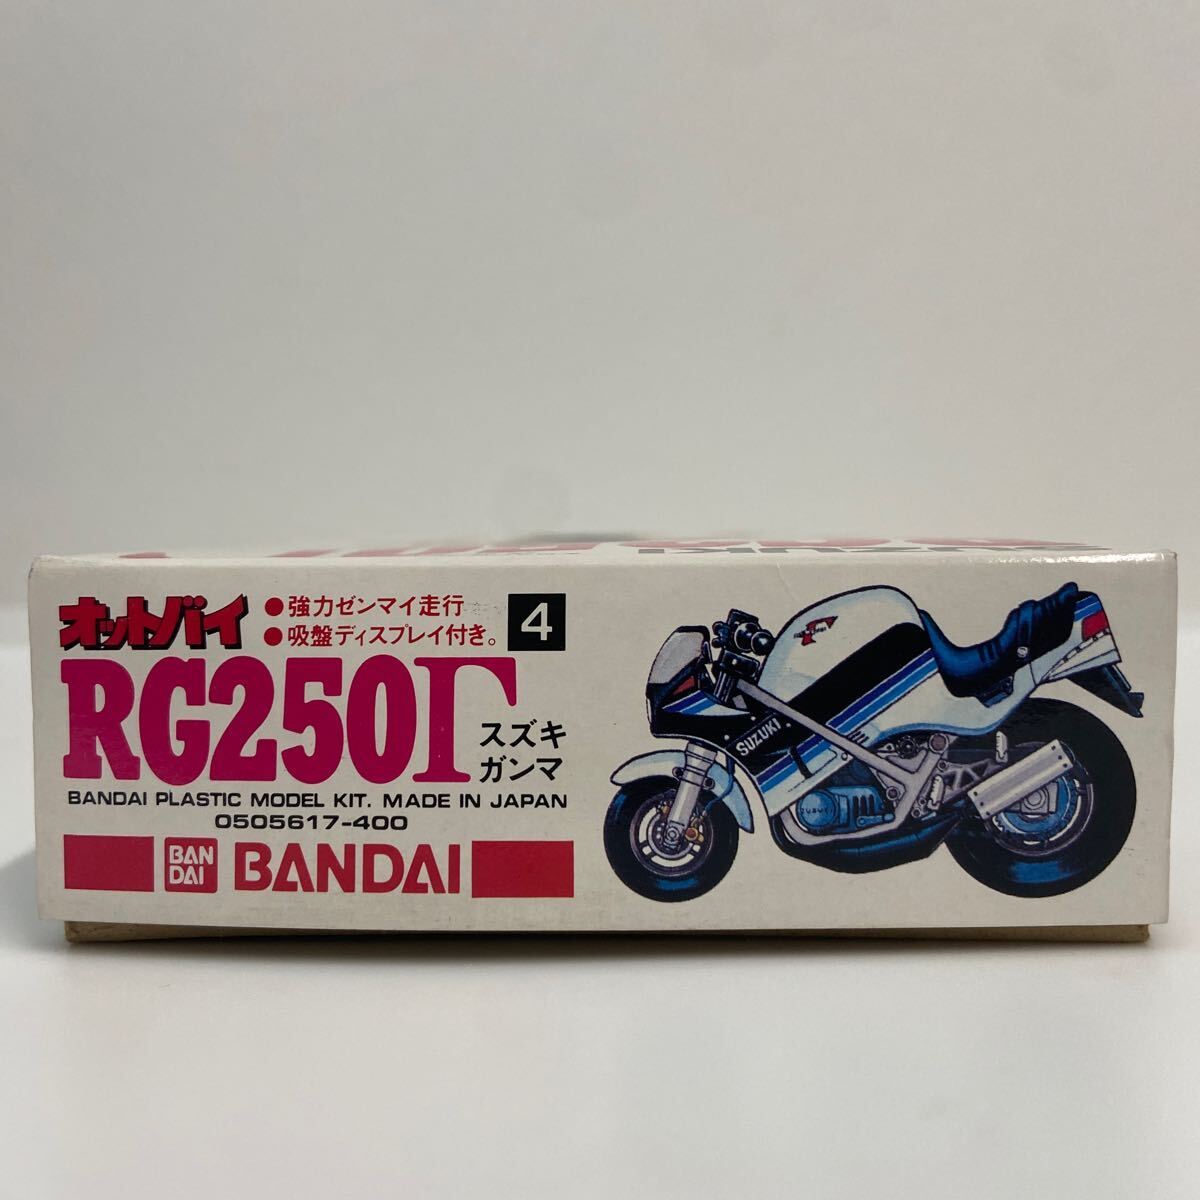 SUZUKI
オットバイ
●強力ゼンマイ走行
●吸盤ディスプレイ付き。
4
RG250Γ
スズキ
ガンマ
BANDAI PLASTIC MODEL KIT. MADE IN JAPAN
0505617-400
BAN
DAI
BANDAI
SUZUKI
SUZUKI